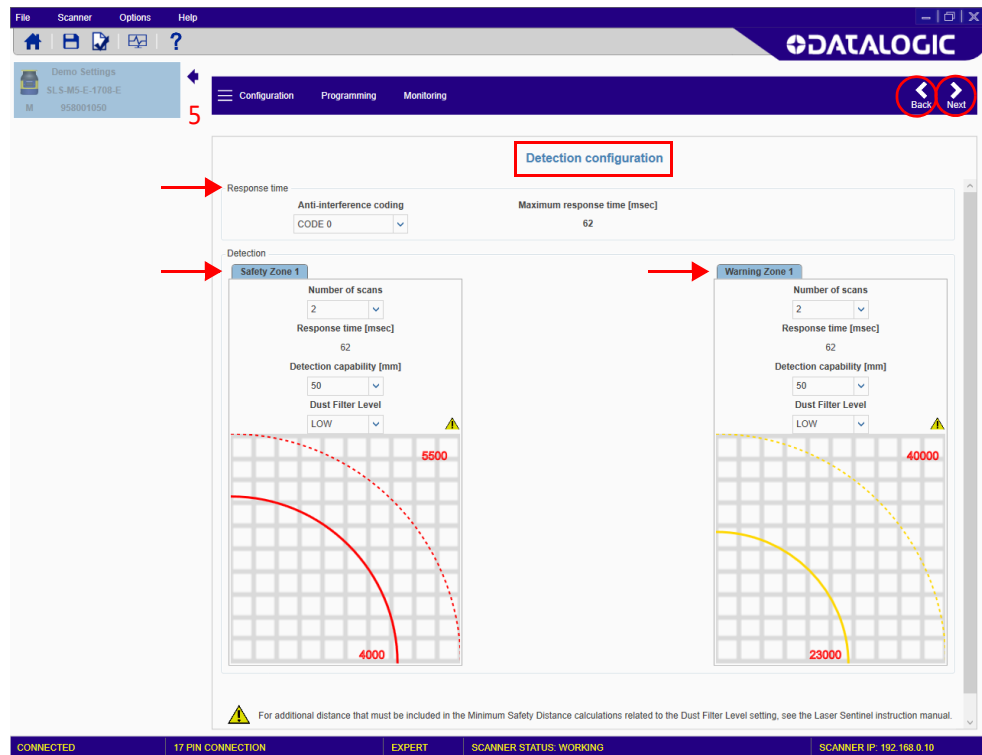 File Scanner Options Help
DATALOGIC
Demo Settings
SLS-M5-E-1708-E
M 958001050
5
Configuration Programming Monitoring
Back Next
Detection configuration
Response time
Anti-interference coding Maximum response time [msec]
CODE 0 62
Detection
Safety Zone 1 Warning Zone 1
Number of scans Number of scans
2 2
Response time [msec] Response time [msec]
62 62
Detection capability [mm] Detection capability [mm]
50 50
Dust Filter Level Dust Filter Level
LOW LOW
5500 40000
4000 23000
For additional distance that must be included in the Minimum Safety Distance calculations related to the Dust Filter Level setting, see the Laser Sentinel instruction manual.
CONNECTED 17 PIN CONNECTION EXPERT SCANNER STATUS: WORKING SCANNER IP: 192.168.0.10